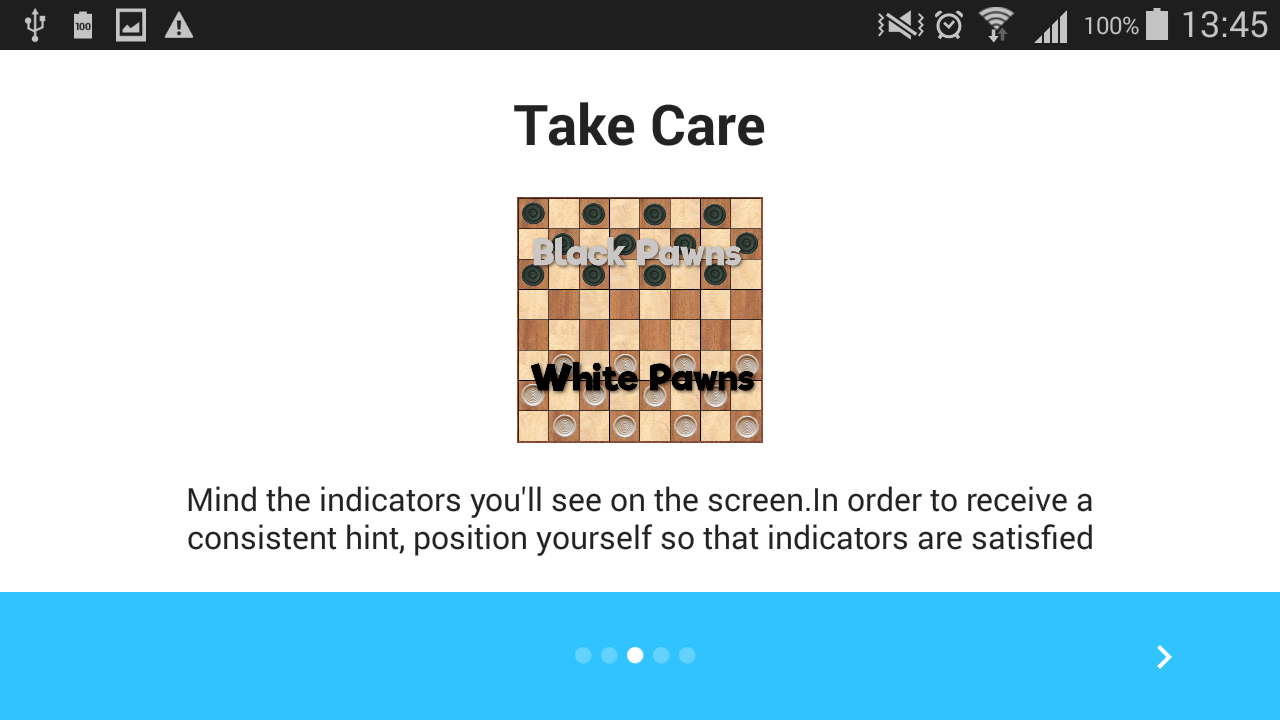 100
100% 13:45
Take Care
Black Pawns
White Pawns
Mind the indicators you'll see on the screen.In order to receive a
consistent hint, position yourself so that indicators are satisfied